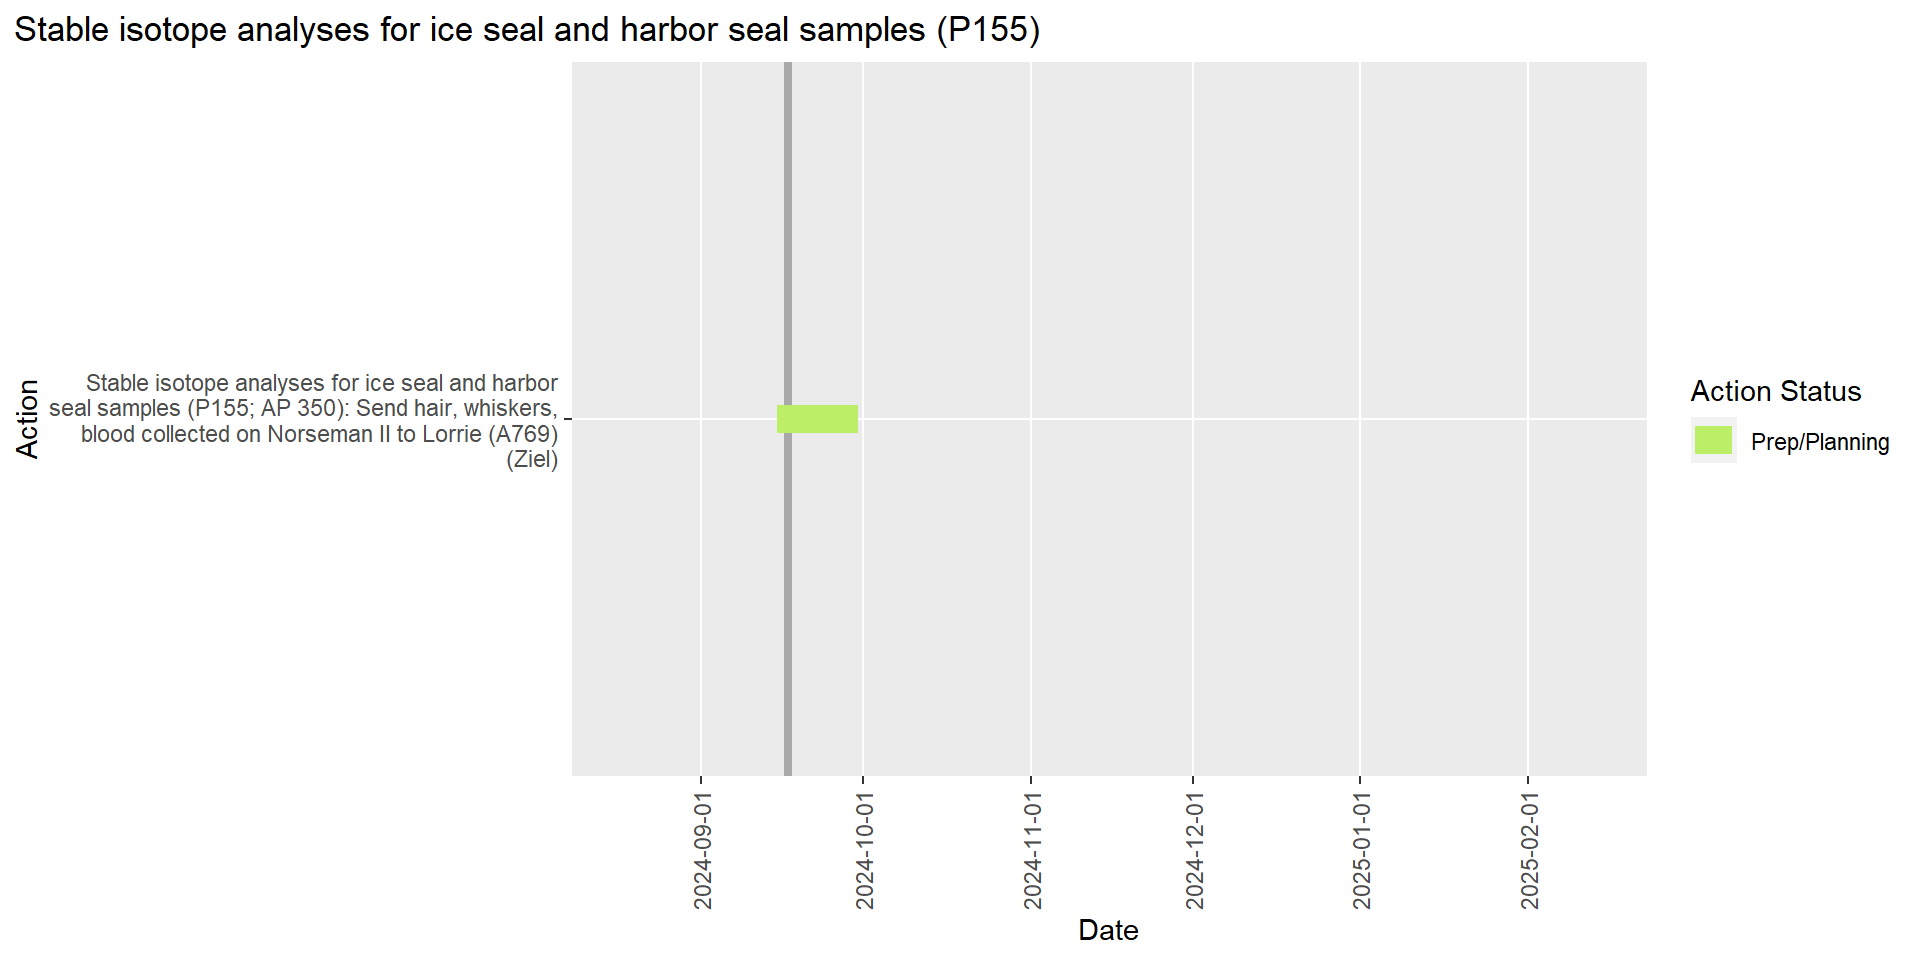 Stable isotope analyses for ice seal and harbor seal samples (P155)
Action
Stable isotope analyses for ice seal and harbor
seal samples (P155; AP 350): Send hair, whiskers,
blood collected on Norseman II to Lorrie (A769)
(Ziel)
Action Status
Prep/Planning
2024-09-01
2024-10-01
2024-11-01
2024-12-01
2025-01-01
2025-02-01
Date